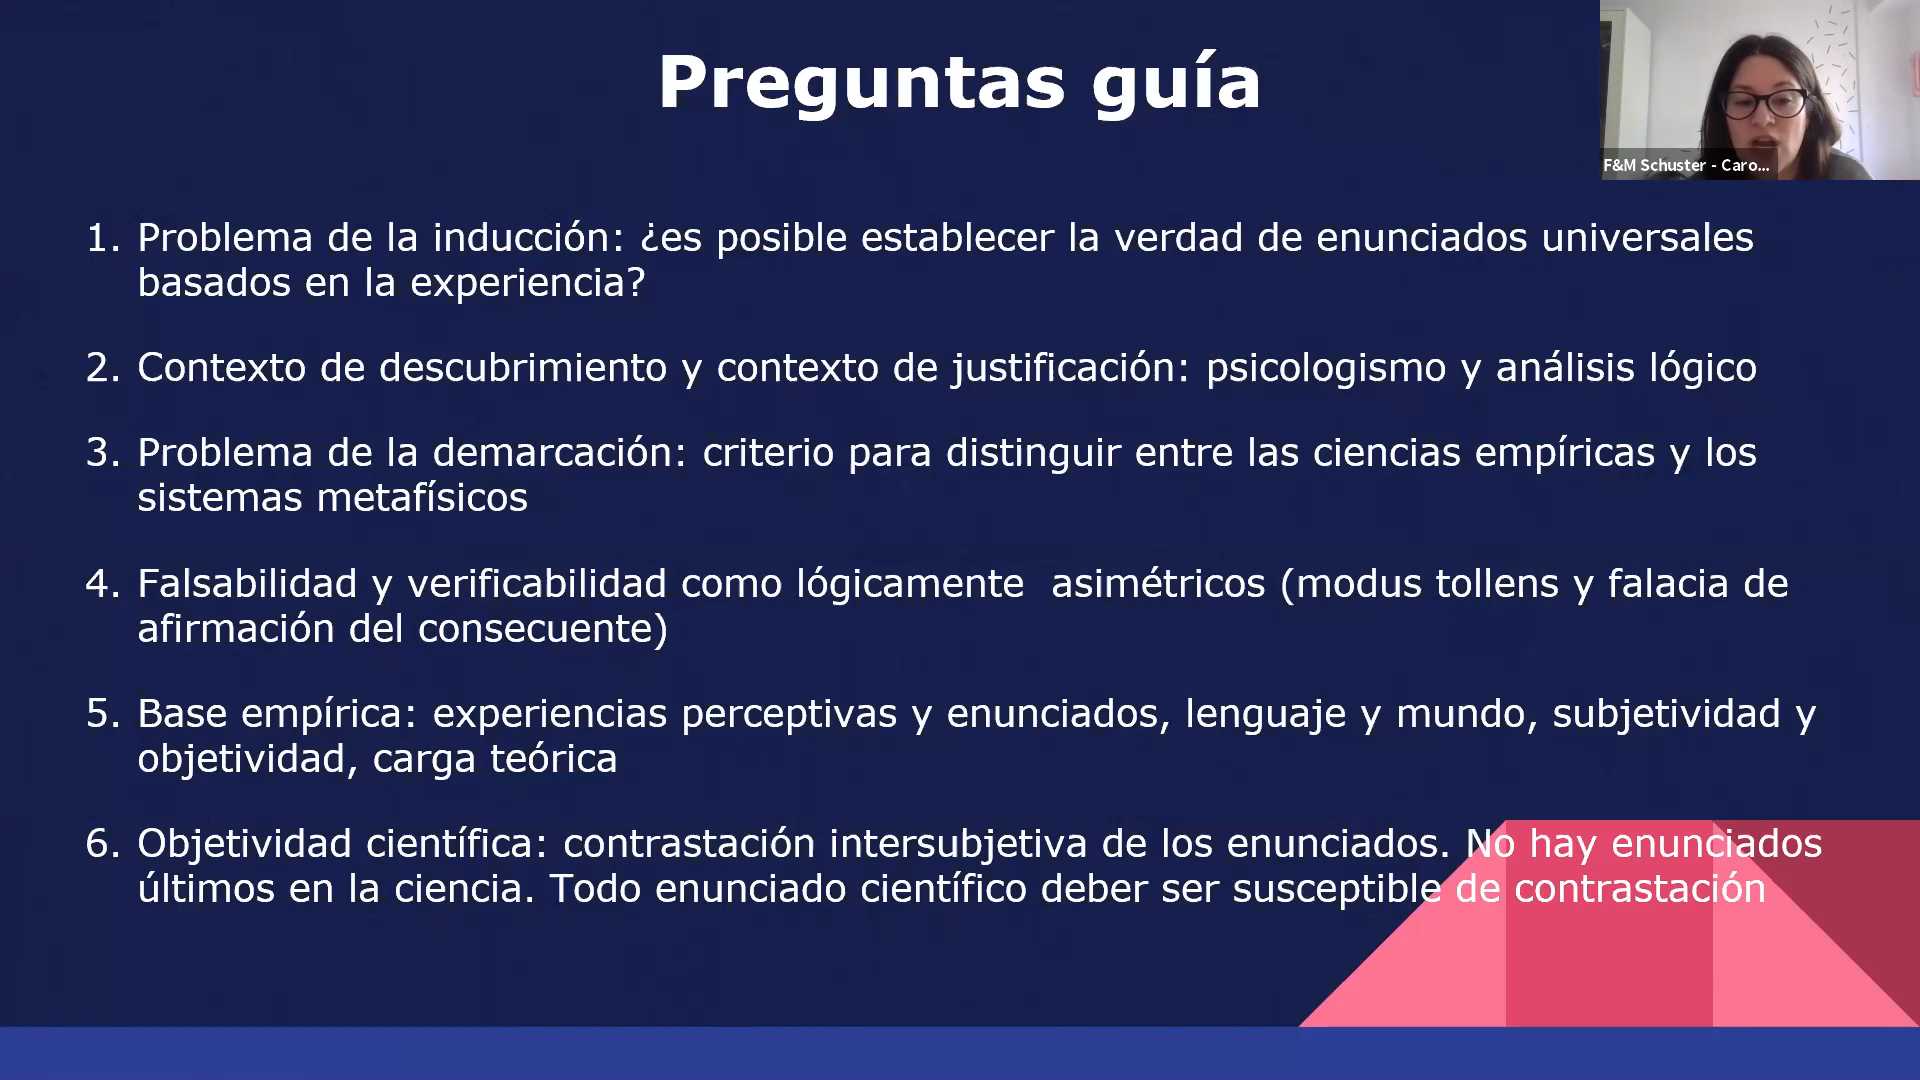 Preguntas guía
F&M Schuster - Caro...
1. Problema de la inducción: ¿es posible establecer la verdad de enunciados universales
basados en la experiencia?
2. Contexto de descubrimiento y contexto de justificación: psicologismo y análisis lógico
3. Problema de la demarcación: criterio para distinguir entre las ciencias empíricas y los
sistemas metafísicos
4. Falsabilidad y verificabilidad como lógicamente  asimétricos (modus tollens y falacia de
afirmación del consecuente)
5. Base empírica: experiencias perceptivas y enunciados, lenguaje y mundo, subjetividad y
objetividad, carga teórica
6. Objetividad científica: contrastación intersubjetiva de los enunciados. No hay enunciados
últimos en la ciencia. Todo enunciado científico deber ser susceptible de contrastación